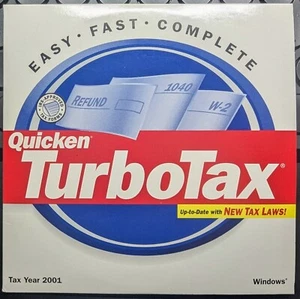 EASY · FAST · COMPLETE
REFUND
1040
W-2
Quicken®
TurboTax®
Up-to-Date with NEW TAX LAWS!
Tax Year 2001
Windows®